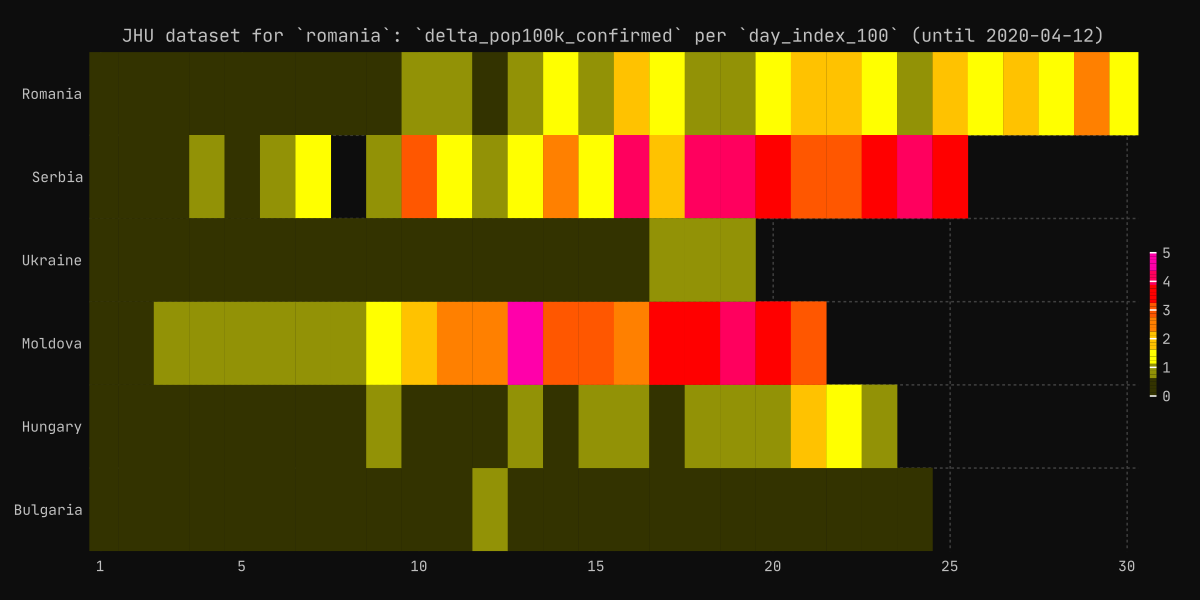 JHU dataset for `romania`: `delta_pop100k_confirmed` per `day_index_100` (until 2020-04-12)
Romania
Serbia
Ukraine
Moldova
Hungary
Bulgaria
5
4
3
2
1
0
1 5 10 15 20 25 30